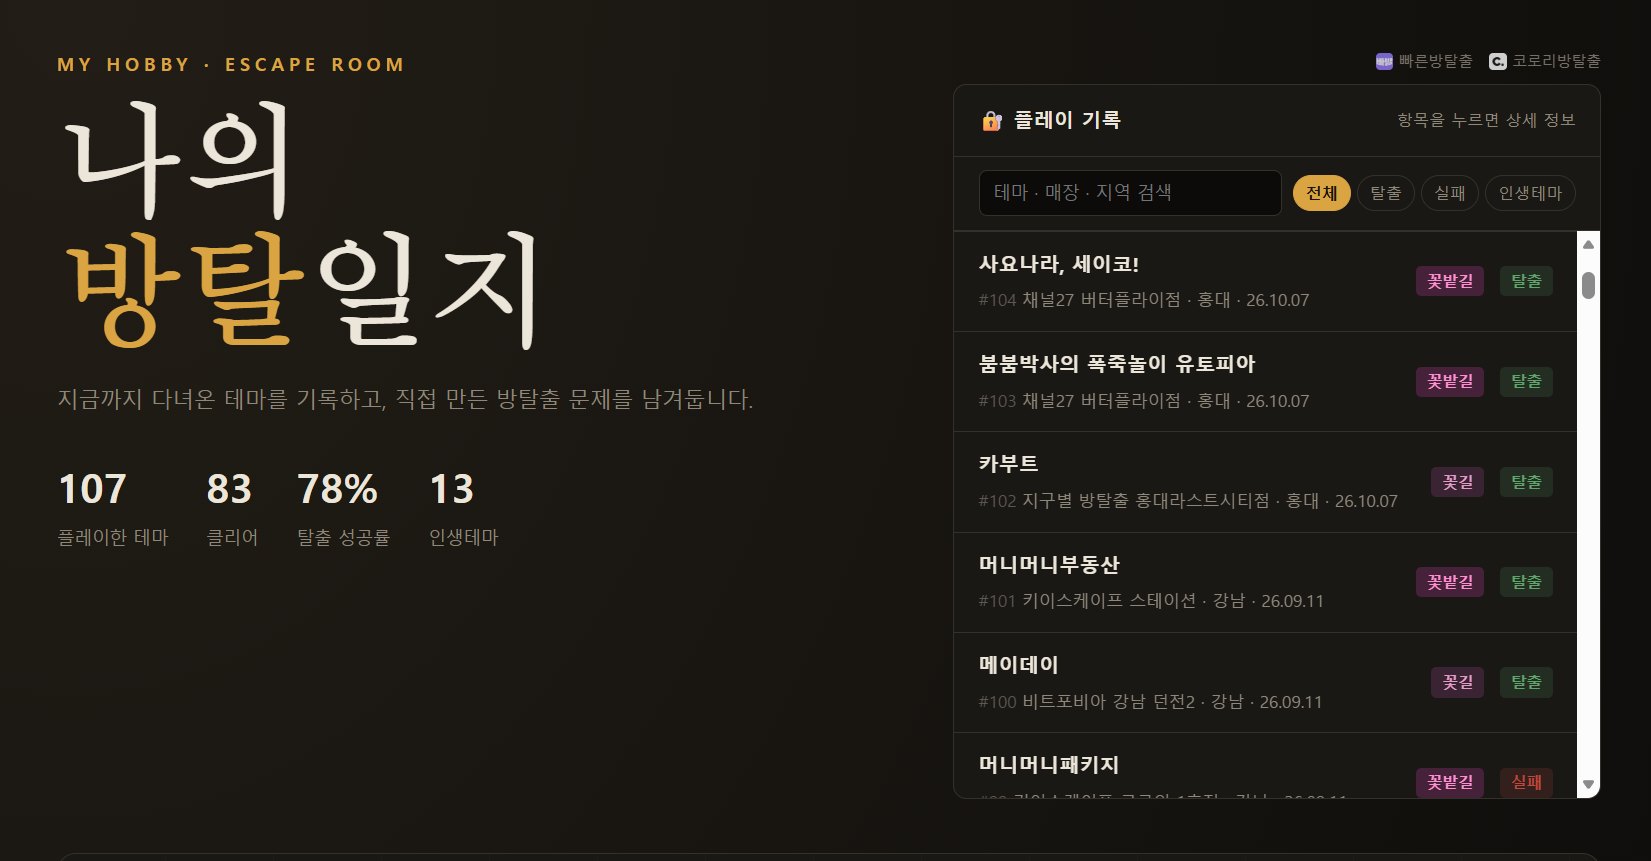 MY HOBBY · ESCAPE ROOM
나의
방탈일지
지금까지 다녀온 테마를 기록하고, 직접 만든 방탈출 문제를 남겨둡니다.
107
플레이한 테마
83
클리어
78%
탈출 성공률
13
인생테마
빠른방탈출
C. 코로리방탈출
플레이 기록
항목을 누르면 상세 정보
테마 · 매장 · 지역 검색
전체
탈출
실패
인생테마
사요나라, 세이코!
#104 채널27 버터플라이점 · 홍대 · 26.10.07
꽃밭길
탈출
붐붐박사의 폭죽놀이 유토피아
#103 채널27 버터플라이점 · 홍대 · 26.10.07
꽃밭길
탈출
카부트
#102 지구별 방탈출 홍대라스트시티점 · 홍대 · 26.10.07
꽃길
탈출
머니머니부동산
#101 키이스케이프 스테이션 · 강남 · 26.09.11
꽃밭길
탈출
메이데이
#100 비트포비아 강남 던전2 · 강남 · 26.09.11
꽃길
탈출
머니머니패키지
꽃밭길
실패